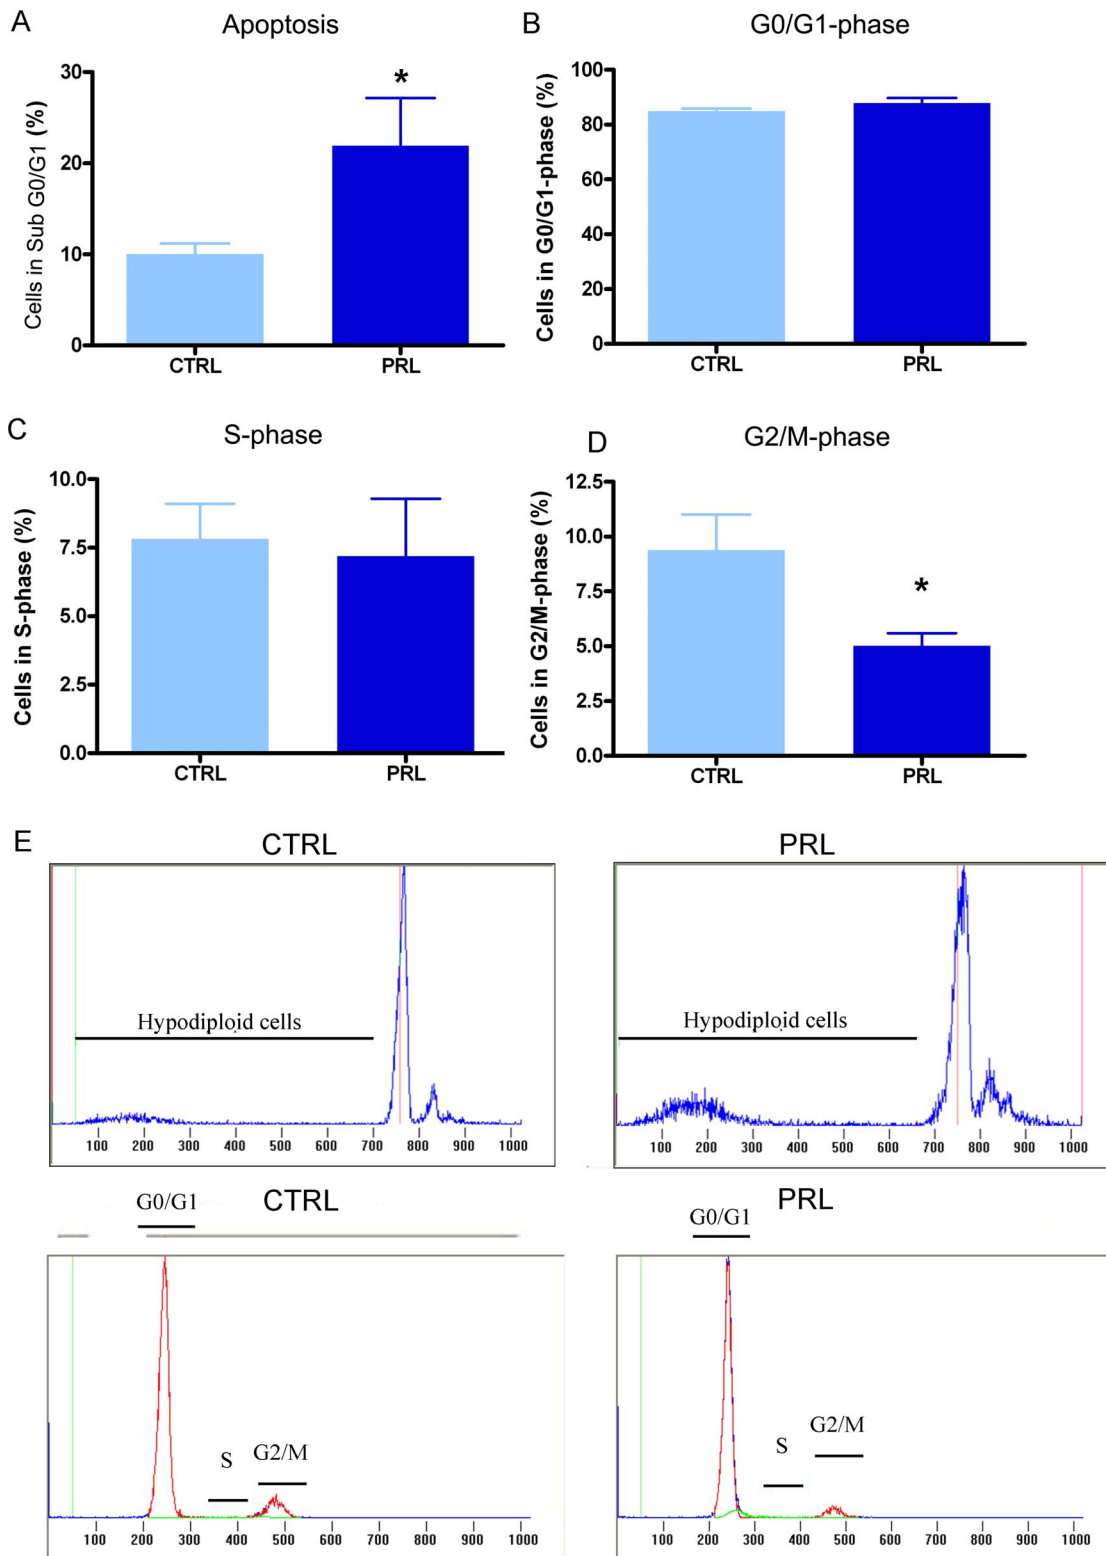 A
Apoptosis
Cells in Sub G0/G1 (%)
30
20
10
0
*
CTRL
PRL
B
G0/G1-phase
Cells in G0/G1-phase (%)
100
80
60
40
20
0
CTRL
PRL
C
S-phase
Cells in S-phase (%)
10.0
7.5
5.0
2.5
0.0
CTRL
PRL
D
G2/M-phase
Cells in G2/M-phase (%)
12.5
10.0
7.5
5.0
2.5
0.0
*
CTRL
PRL
E
CTRL
Hypodiploid cells
100 200 300 400 500 600 700 800 900 1000
PRL
Hypodiploid cells
100 200 300 400 500 600 700 800 900 1000
CTRL
G0/G1
S
G2/M
100 200 300 400 500 600 700 800 900 1000
PRL
G0/G1
S
G2/M
100 200 300 400 500 600 700 800 900 1000